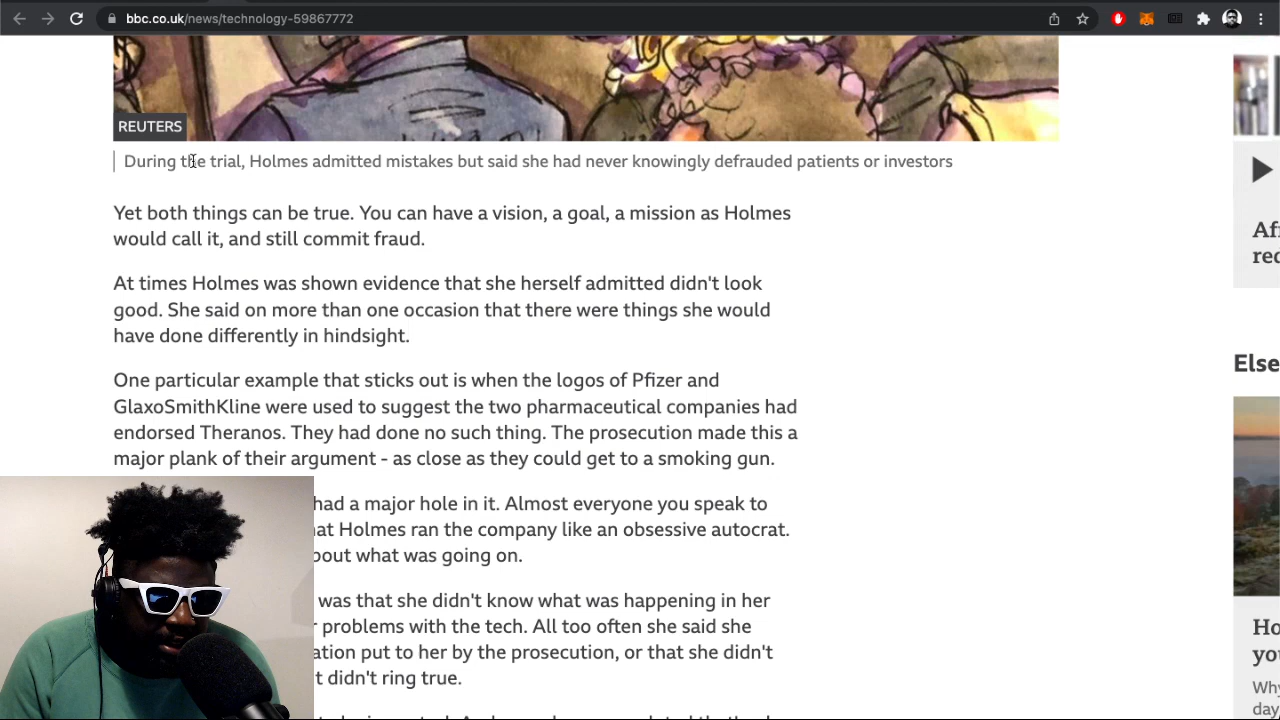 bbc.co.uk/news/technology-59867772
REUTERS
During the trial, Holmes admitted mistakes but said she had never knowingly defrauded patients or investors
Yet both things can be true. You can have a vision, a goal, a mission as Holmes
would call it, and still commit fraud.
At times Holmes was shown evidence that she herself admitted didn't look
good. She said on more than one occasion that there were things she would
have done differently in hindsight.
One particular example that sticks out is when the logos of Pfizer and
GlaxoSmithKline were used to suggest the two pharmaceutical companies had
endorsed Theranos. They had done no such thing. The prosecution made this a
major plank of their argument - as close as they could get to a smoking gun.
had a major hole in it. Almost everyone you speak to
hat Holmes ran the company like an obsessive autocrat.
bout what was going on.
was that she didn't know what was happening in her
r problems with the tech. All too often she said she
ation put to her by the prosecution, or that she didn't
t didn't ring true.
Afr
red
Else
Ho
you
Why
day,